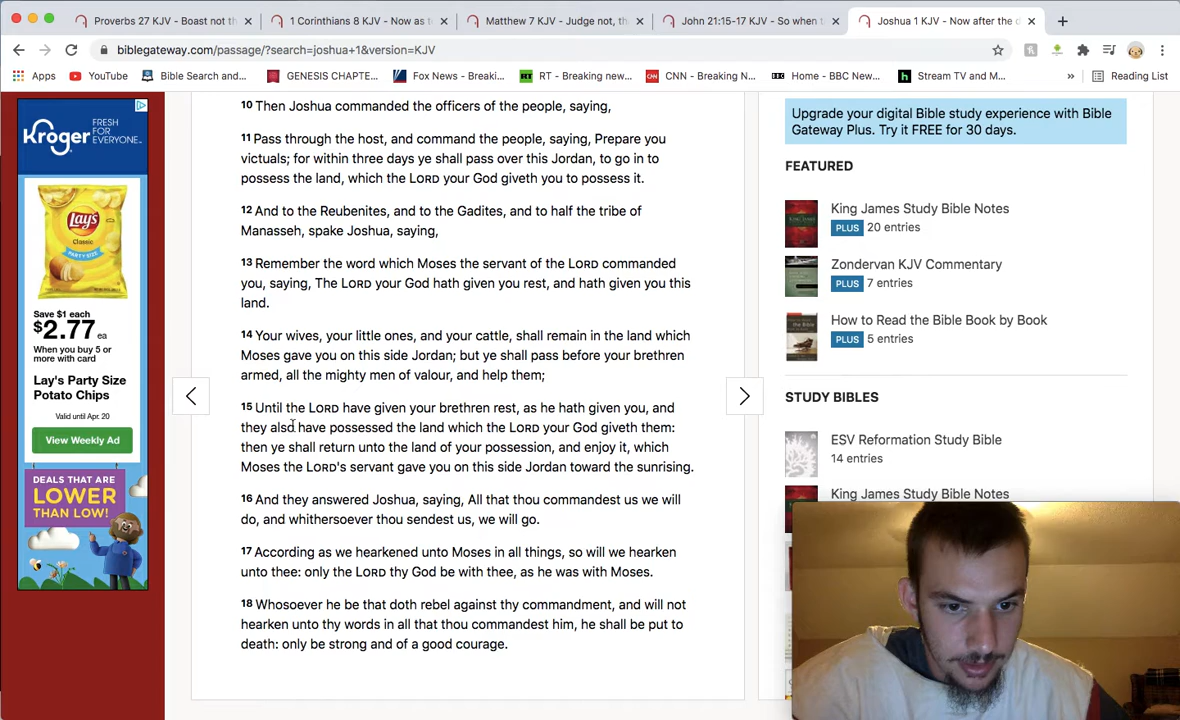 Proverbs 27 KJV - Boast not th
1 Corinthians 8 KJV - Now as to
Matthew 7 KJV - Judge not, th
John 21:15-17 KJV - So when t
Joshua 1 KJV - Now after the d
biblegateway.com/passage/?search=joshua+1&version=KJV
Apps
YouTube
Bible Search and...
GENESIS CHAPTE...
Fox News - Breaki...
RT - Breaking new...
CNN - Breaking N...
Home - BBC New...
Stream TV and M...
»
Reading List
10 Then Joshua commanded the officers of the people, saying,
11 Pass through the host, and command the people, saying, Prepare you
victuals; for within three days ye shall pass over this Jordan, to go in to
possess the land, which the LORD your God giveth you to possess it.
12 And to the Reubenites, and to the Gadites, and to half the tribe of
Manasseh, spake Joshua, saying,
13 Remember the word which Moses the servant of the LORD commanded
you, saying, The LORD your God hath given you rest, and hath given you this
land.
14 Your wives, your little ones, and your cattle, shall remain in the land which
Moses gave you on this side Jordan; but ye shall pass before your brethren
armed, all the mighty men of valour, and help them;
15 Until the LORD have given your brethren rest, as he hath given you, and
they also have possessed the land which the LORD your God giveth them:
then ye shall return unto the land of your possession, and enjoy it, which
Moses the LORD's servant gave you on this side Jordan toward the sunrising.
16 And they answered Joshua, saying, All that thou commandest us we will
do, and whithersoever thou sendest us, we will go.
17 According as we hearkened unto Moses in all things, so will we hearken
unto thee: only the LORD thy God be with thee, as he was with Moses.
18 Whosoever he be that doth rebel against thy commandment, and will not
hearken unto thy words in all that thou commandest him, he shall be put to
death: only be strong and of a good courage.
Kroger
FRESH
FOR EVERYONE.
Lay's
Classic
PARTY SIZE
Save $1 each
$2.77 ea
When you buy 5 or
more with card
Lay's Party Size
Potato Chips
Valid until Apr. 20
View Weekly Ad
DEALS THAT ARE
LOWER
THAN LOW!
Upgrade your digital Bible study experience with Bible
Gateway Plus. Try it FREE for 30 days.
FEATURED
King James Study Bible Notes
PLUS 20 entries
Zondervan KJV Commentary
PLUS 7 entries
How to Read the Bible Book by Book
PLUS 5 entries
STUDY BIBLES
ESV Reformation Study Bible
14 entries
King James Study Bible Notes